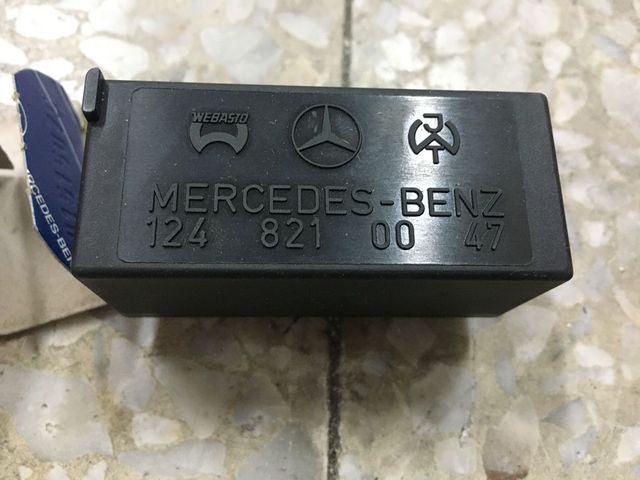 WEBASTO
MERCEDES-BENZ
124 821 00 47